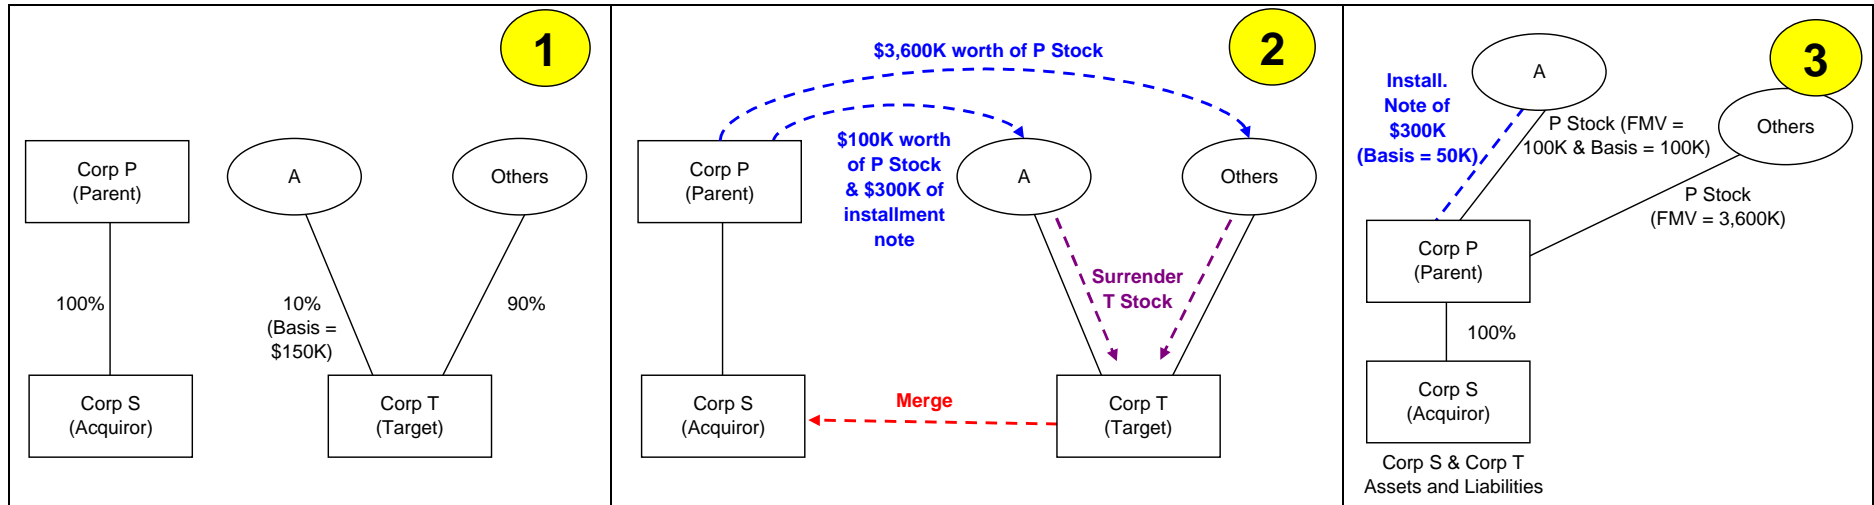 1
Corp P
(Parent)
A
Others
100%
10%
(Basis =
$150K)
90%
Corp S
(Acquiror)
Corp T
(Target)
2
$3,600K worth of P Stock
Corp P
(Parent)
$100K worth
of P Stock
& $300K of
installment
note
A
Others
Surrender
T Stock
Corp S
(Acquiror)
Merge
Corp T
(Target)
3
A
Install.
Note of
$300K
(Basis = 50K)
P Stock (FMV =
100K & Basis = 100K)
Others
P Stock
(FMV = 3,600K)
Corp P
(Parent)
100%
Corp S
(Acquiror)
Corp S & Corp T
Assets and Liabilities